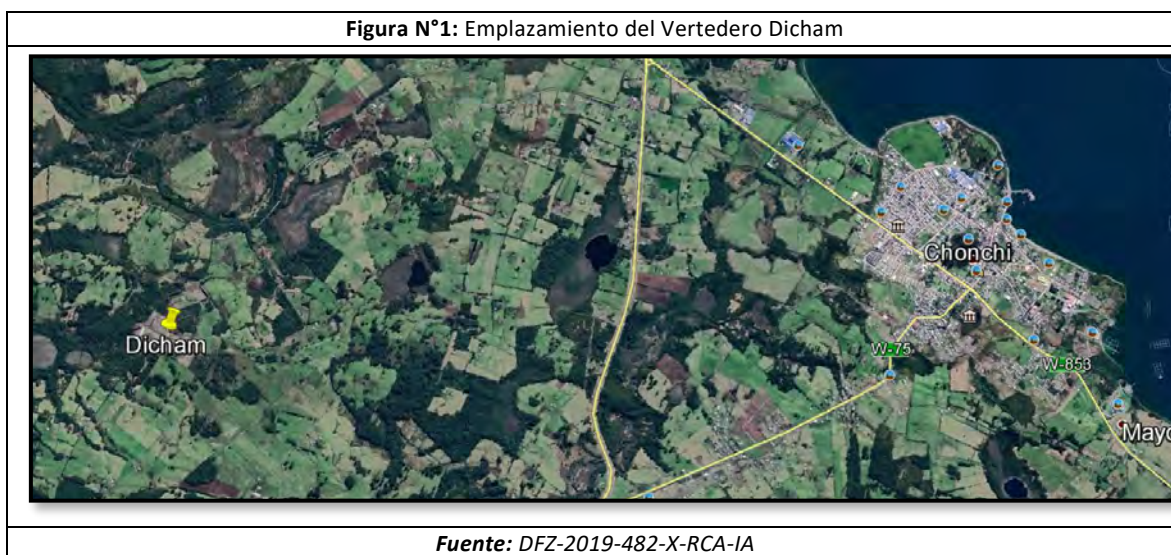 Figura N°1: Emplazamiento del Vertedero Dicham
Chonchi
Dicham
W-75
W-853
Mayo
Fuente: DFZ-2019-482-X-RCA-IA